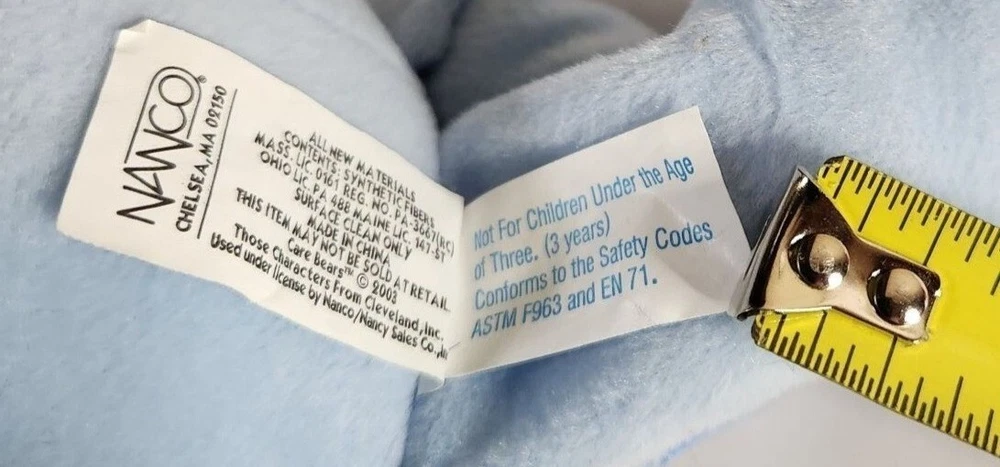 NANCO®
CHELSEA, MA 02150
ALL NEW MATERIALS
CONTENTS: SYNTHETIC FIBERS
MASS. LIC. 0161 REG. NO. PA-3667 (RC)
OHIO LIC. PA 488 MAINE LIC. 147-ST
SURFACE CLEAN ONLY
MADE IN CHINA
THIS ITEM MAY NOT BE SOLD AT RETAIL
Care Bears™ © 2003
Those Characters From Cleveland, Inc.
Used under license by Nanco/Nancy Sales Co.,
Not For Children Under the Age
of Three. (3 years)
Conforms to the Safety Codes
ASTM F963 and EN 71.